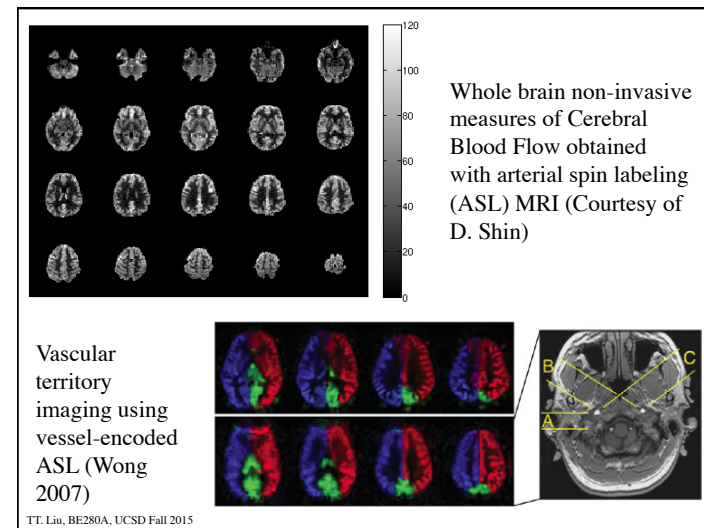 120
100
80
60
40
20
0
Whole brain non-invasive
measures of Cerebral
Blood Flow obtained
with arterial spin labeling
(ASL) MRI (Courtesy of
D. Shin)
Vascular
territory
imaging using
vessel-encoded
ASL (Wong
2007)
B
C
A
TT. Liu, BE280A, UCSD Fall 2015